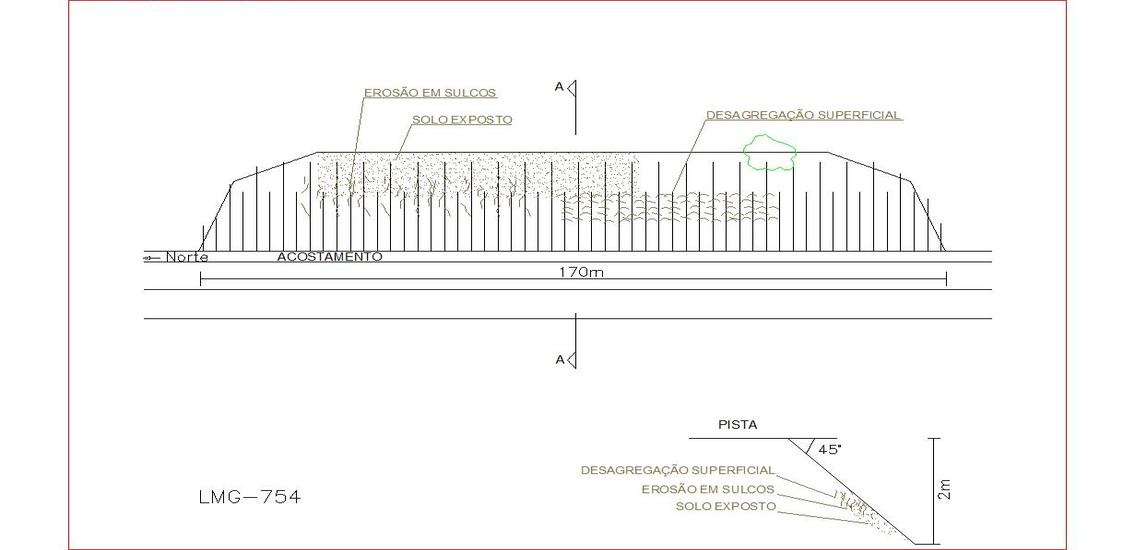 A
EROSÃO EM SULCOS
SOLO EXPOSTO
DESAGREGAÇÃO SUPERFICIAL
Norte
ACOSTAMENTO
170m
A
PISTA
45°
DESAGREGAÇÃO SUPERFICIAL
EROSÃO EM SULCOS
SOLO EXPOSTO
2m
LMG-754